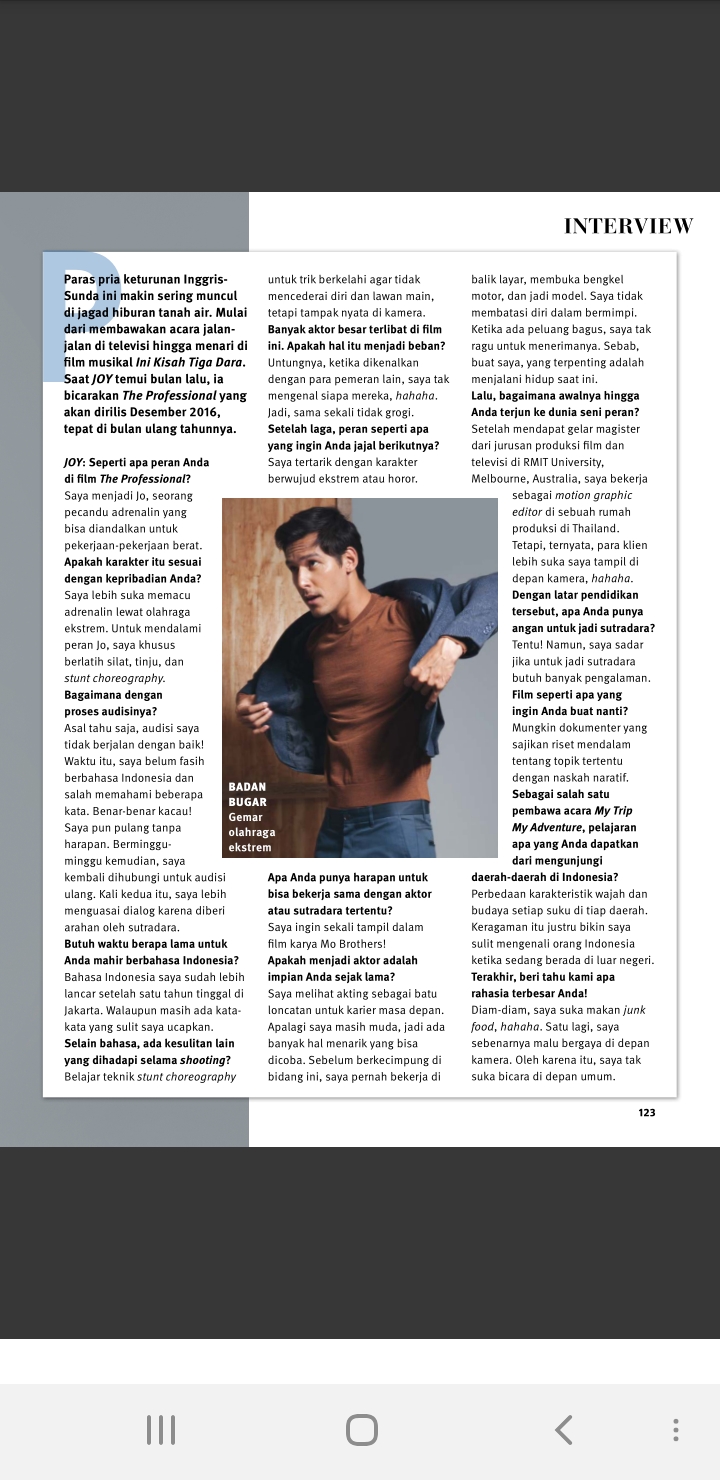 INTERVIEW
Paras pria keturunan Inggris-
Sunda ini makin sering muncul
di jagad hiburan tanah air. Mulai
dari membawakan acara jalan-
jalan di televisi hingga menari di
film musikal Ini Kisah Tiga Dara.
Saat JOY temui bulan lalu, ia
bicarakan The Professional yang
akan dirilis Desember 2016,
tepat di bulan ulang tahunnya.
JOY: Seperti apa peran Anda
di film The Professional?
Saya menjadi Jo, seorang
pecandu adrenalin yang
bisa diandalkan untuk
pekerjaan-pekerjaan berat.
Apakah karakter itu sesuai
dengan kepribadian Anda?
Saya lebih suka memacu
adrenalin lewat olahraga
ekstrem. Untuk mendalami
peran Jo, saya khusus
berlatih silat, tinju, dan
stunt choreography.
Bagaimana dengan
proses audisinya?
Asal tahu saja, audisi saya
tidak berjalan dengan baik!
Waktu itu, saya belum fasih
berbahasa Indonesia dan
salah memahami beberapa
kata. Benar-benar kacau!
Saya pun pulang tanpa
harapan. Berminggu-
minggu kemudian, saya
kembali dihubungi untuk audisi
ulang. Kali kedua itu, saya lebih
menguasai dialog karena diberi
arahan oleh sutradara.
Butuh waktu berapa lama untuk
Anda mahir berbahasa Indonesia?
Bahasa Indonesia saya sudah lebih
lancar setelah satu tahun tinggal di
Jakarta. Walaupun masih ada kata-
kata yang sulit saya ucapkan.
Selain bahasa, ada kesulitan lain
yang dihadapi selama shooting?
Belajar teknik stunt choreography
untuk trik berkelahi agar tidak
mencederai diri dan lawan main,
tetapi tampak nyata di kamera.
Banyak aktor besar terlibat di film
ini. Apakah hal itu menjadi beban?
Untungnya, ketika dikenalkan
dengan para pemeran lain, saya tak
mengenal siapa mereka, hahaha.
Jadi, sama sekali tidak grogi.
Setelah laga, peran seperti apa
yang ingin Anda jajal berikutnya?
Saya tertarik dengan karakter
berwujud ekstrem atau horor.
BADAN
BUGAR
Gemar
olahraga
ekstrem
Apa Anda punya harapan untuk
bisa bekerja sama dengan aktor
atau sutradara tertentu?
Saya ingin sekali tampil dalam
film karya Mo Brothers!
Apakah menjadi aktor adalah
impian Anda sejak lama?
Saya melihat akting sebagai batu
loncatan untuk karier masa depan.
Apalagi saya masih muda, jadi ada
banyak hal menarik yang bisa
dicoba. Sebelum berkecimpung di
bidang ini, saya pernah bekerja di
balik layar, membuka bengkel
motor, dan jadi model. Saya tidak
membatasi diri dalam bermimpi.
Ketika ada peluang bagus, saya tak
ragu untuk menerimanya. Sebab,
buat saya, yang terpenting adalah
menjalani hidup saat ini.
Lalu, bagaimana awalnya hingga
Anda terjun ke dunia seni peran?
Setelah mendapat gelar magister
dari jurusan produksi film dan
televisi di RMIT University,
Melbourne, Australia, saya bekerja
sebagai motion graphic
editor di sebuah rumah
produksi di Thailand.
Tetapi, ternyata, para klien
lebih suka saya tampil di
depan kamera, hahaha.
Dengan latar pendidikan
tersebut, apa Anda punya
angan untuk jadi sutradara?
Tentu! Namun, saya sadar
jika untuk jadi sutradara
butuh banyak pengalaman.
Film seperti apa yang
ingin Anda buat nanti?
Mungkin dokumenter yang
sajikan riset mendalam
tentang topik tertentu
dengan naskah naratif.
Sebagai salah satu
pembawa acara My Trip
My Adventure, pelajaran
apa yang Anda dapatkan
dari mengunjungi
daerah-daerah di Indonesia?
Perbedaan karakteristik wajah dan
budaya setiap suku di tiap daerah.
Keragaman itu justru bikin saya
sulit mengenali orang Indonesia
ketika sedang berada di luar negeri.
Terakhir, beri tahu kami apa
rahasia terbesar Anda!
Diam-diam, saya suka makan junk
food, hahaha. Satu lagi, saya
sebenarnya malu bergaya di depan
kamera. Oleh karena itu, saya tak
suka bicara di depan umum.
123